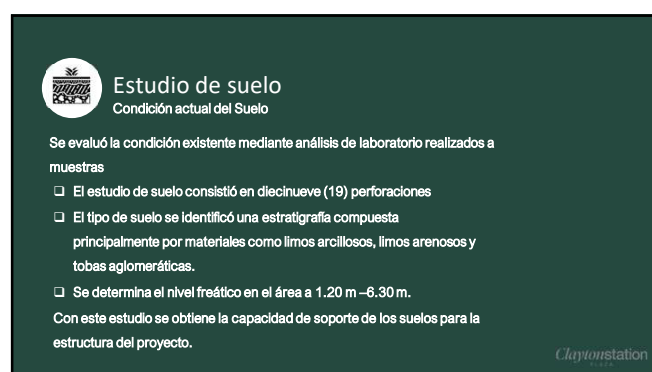 Estudio de suelo
Condición actual del Suelo
Se evaluó la condición existente mediante análisis de laboratorio realizados a
muestras
❑ El estudio de suelo consistió en diecinueve (19) perforaciones
❑ El tipo de suelo se identificó una estratigrafía compuesta
principalmente por materiales como limos arcillosos, limos arenosos y
tobas aglomeráticas.
❑ Se determina el nivel freático en el área a 1.20 m –6.30 m.
Con este estudio se obtiene la capacidad de soporte de los suelos para la
estructura del proyecto.
Claytonstation